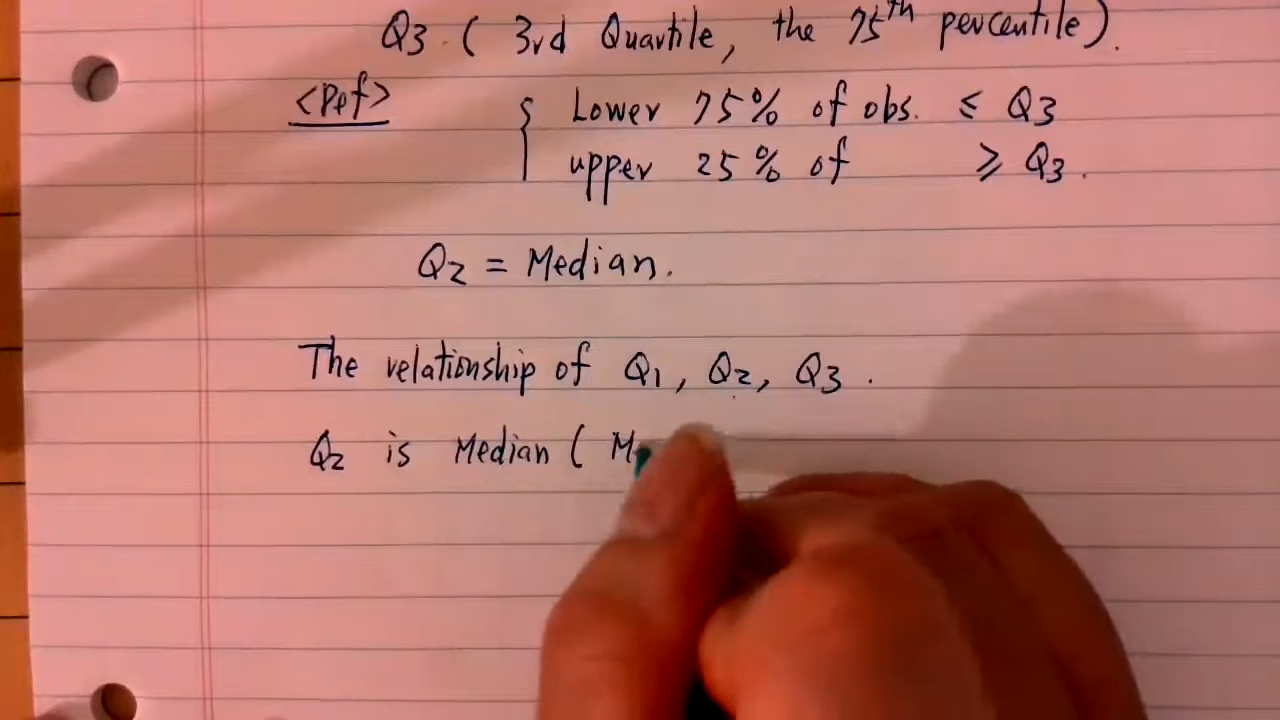 Q3 ( 3rd Quartile, the 75th percentile).
<Def> { Lower 75% of obs. ≤ Q3
upper 25% of ≥ Q3.
Q2 = Median.
The relationship of Q1, Q2, Q3.
Q2 is Median ( M